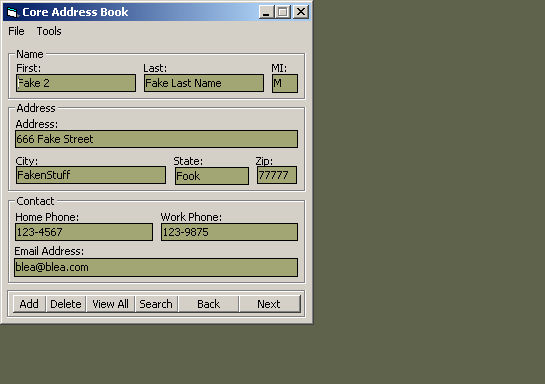 Core Address Book
File Tools
Name
First: Last: MI:
Fake 2 Fake Last Name M
Address
Address:
666 Fake Street
City: State: Zip:
FakenStuff Fook 77777
Contact
Home Phone: Work Phone:
123-4567 123-9875
Email Address:
blea@blea.com
Add Delete View All Search Back Next